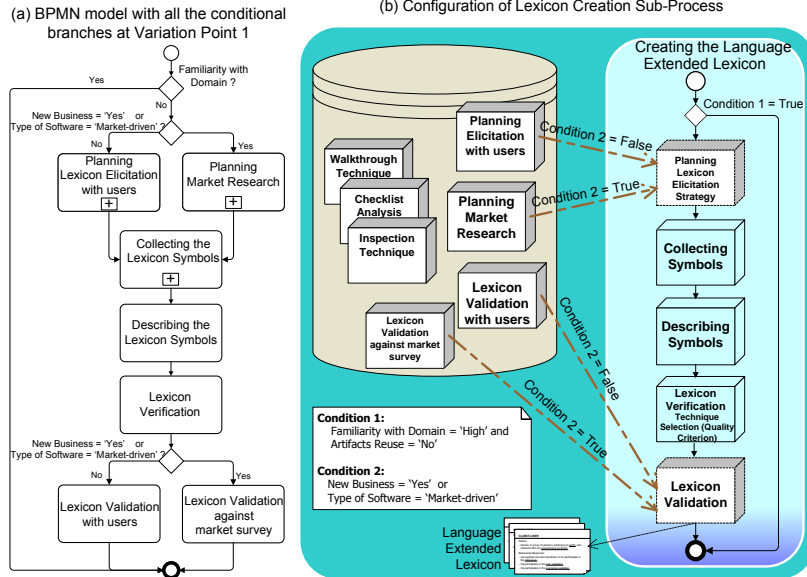 (a) BPMN model with all the conditional
branches at Variation Point 1
Yes
Familiarity with
Domain ?
No
New Business = 'Yes' or
Type of Software = 'Market-driven' ?
No
Yes
Planning
Lexicon Elicitation
with users
Planning
Market Research
Collecting the
Lexicon Symbols
Describing the
Lexicon Symbols
Lexicon
Verification
New Business = 'Yes' or
Type of Software = 'Market-driven' ?
No
Yes
Lexicon Validation
with users
Lexicon Validation
against
market survey
(b) Configuration of Lexicon Creation Sub-Process
Planning
Elicitation
with users
Walkthrough
Technique
Checklist
Analysis
Inspection
Technique
Planning
Market
Research
Lexicon
Validation
with users
Lexicon
Validation
against market
survey
Condition 2 = False
Condition 2 = True
Condition 2 = False
Condition 2 = True
Condition 1:
Familiarity with Domain = 'High' and
Artifacts Reuse = 'No'
Condition 2:
New Business = 'Yes' or
Type of Software = 'Market-driven'
Creating the Language
Extended Lexicon
Condition 1 = True
Planning
Lexicon
Elicitation
Strategy
Collecting
Symbols
Describing
Symbols
Lexicon
Verification
Technique
Selection (Quality
Criterion)
Lexicon
Validation
Language
Extended
Lexicon